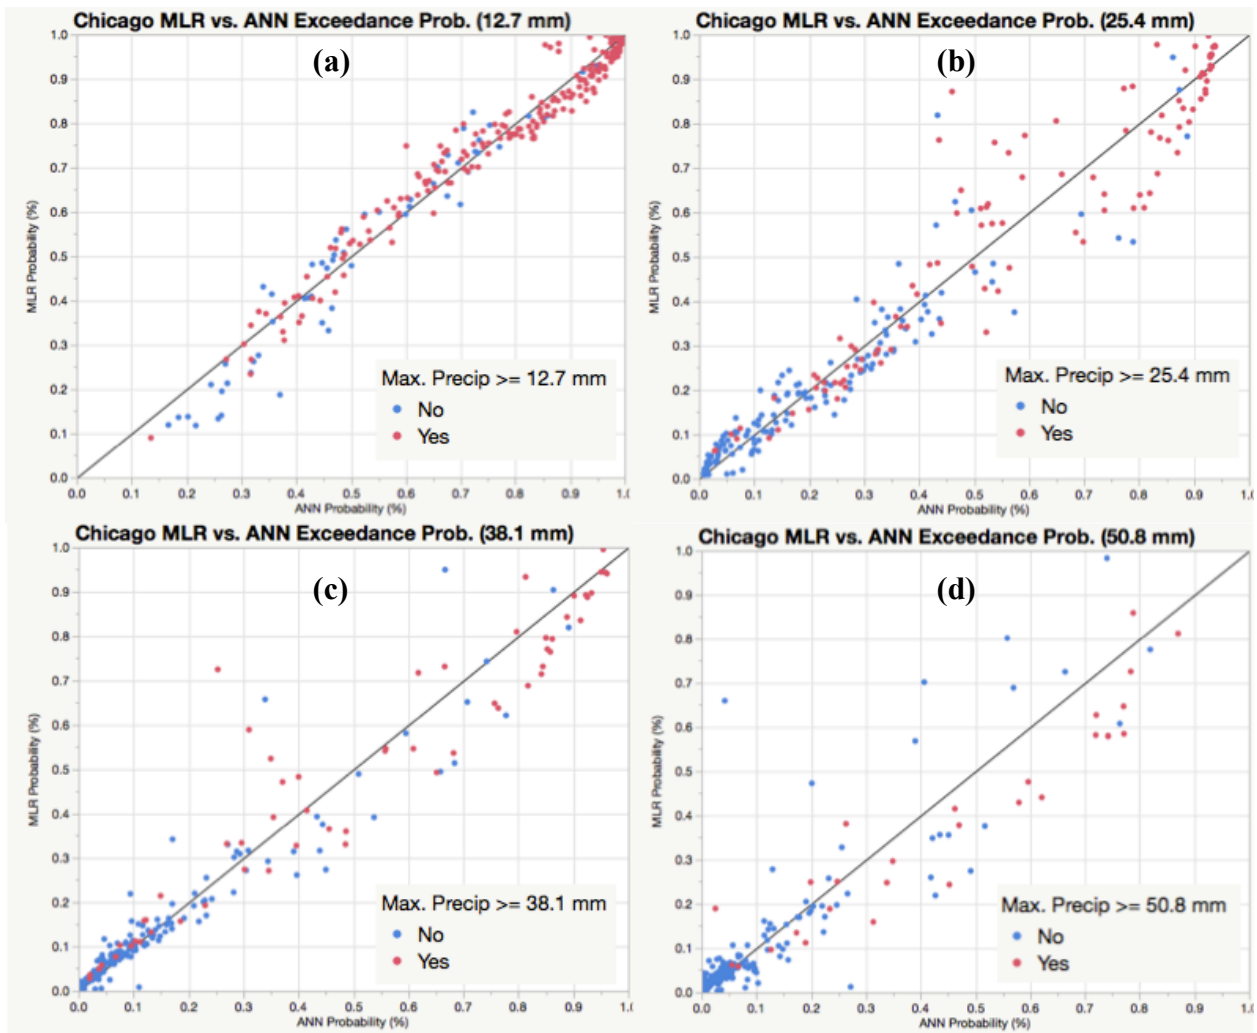 Chicago MLR vs. ANN Exceedance Prob. (12.7 mm)
(a)
1.0
0.9
0.8
0.7
0.6
0.5
0.4
0.3
0.2
0.1
0.0
MLR Probability (%)
Max. Precip >= 12.7 mm
No
Yes
0.0 0.1 0.2 0.3 0.4 0.5 0.6 0.7 0.8 0.9 1.0
ANN Probability (%)
Chicago MLR vs. ANN Exceedance Prob. (25.4 mm)
(b)
1.0
0.9
0.8
0.7
0.6
0.5
0.4
0.3
0.2
0.1
0.0
MLR Probability (%)
Max. Precip >= 25.4 mm
No
Yes
0.0 0.1 0.2 0.3 0.4 0.5 0.6 0.7 0.8 0.9 1.0
ANN Probability (%)
Chicago MLR vs. ANN Exceedance Prob. (38.1 mm)
(c)
1.0
0.9
0.8
0.7
0.6
0.5
0.4
0.3
0.2
0.1
0.0
MLR Probability (%)
Max. Precip >= 38.1 mm
No
Yes
0.0 0.1 0.2 0.3 0.4 0.5 0.6 0.7 0.8 0.9 1.0
ANN Probability (%)
Chicago MLR vs. ANN Exceedance Prob. (50.8 mm)
(d)
1.0
0.9
0.8
0.7
0.6
0.5
0.4
0.3
0.2
0.1
0.0
MLR Probability (%)
Max. Precip >= 50.8 mm
No
Yes
0.0 0.1 0.2 0.3 0.4 0.5 0.6 0.7 0.8 0.9 1.0
ANN Probability (%)